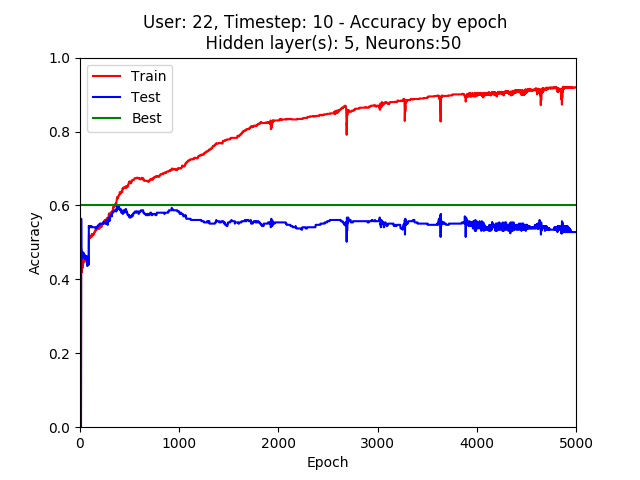 User: 22, Timestep: 10 - Accuracy by epoch
Hidden layer(s): 5, Neurons:50
1.0
Train
Test
Best
0.8
0.6
0.4
0.2
0.0
Accuracy
0 1000 2000 3000 4000 5000
Epoch